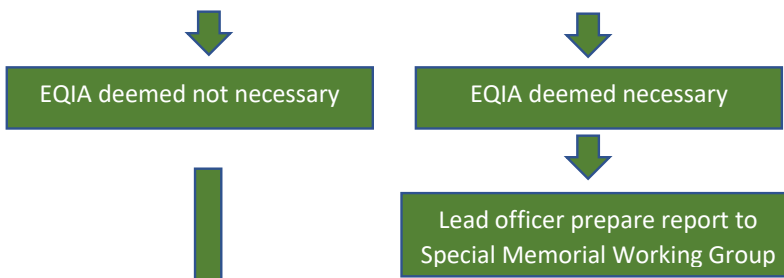 EQIA deemed not necessary
EQIA deemed necessary
Lead officer prepare report to
Special Memorial Working Group